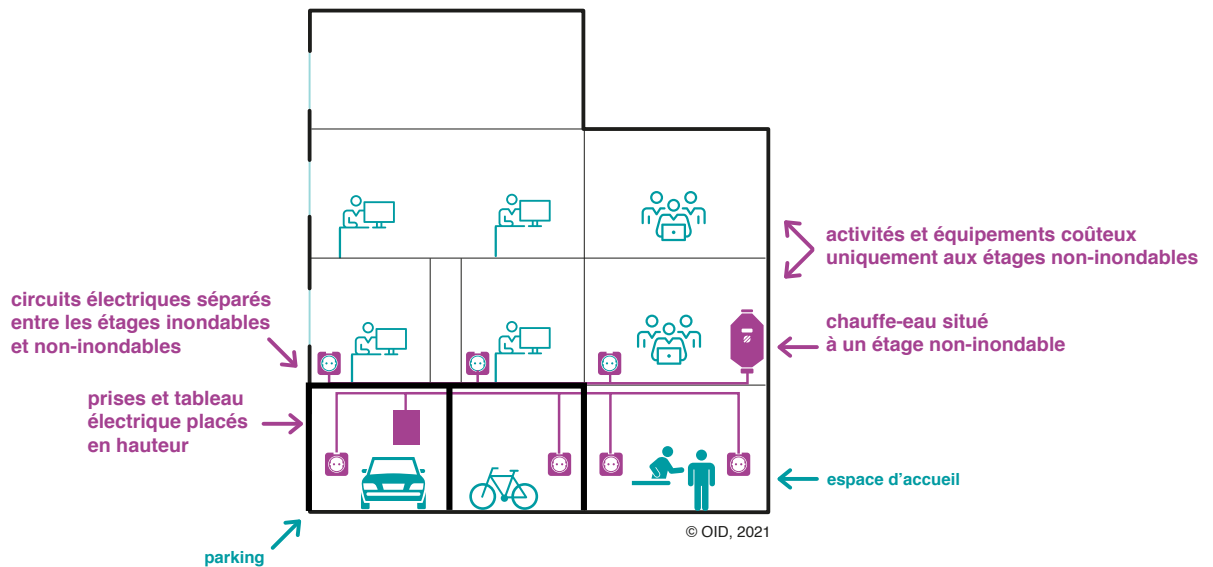 activités et équipements coûteux
uniquement aux étages non-inondables
circuits électriques séparés
entre les étages inondables
et non-inondables
chauffe-eau situé
à un étage non-inondable
prises et tableau
électrique placés
en hauteur
espace d'accueil
© OID, 2021
parking